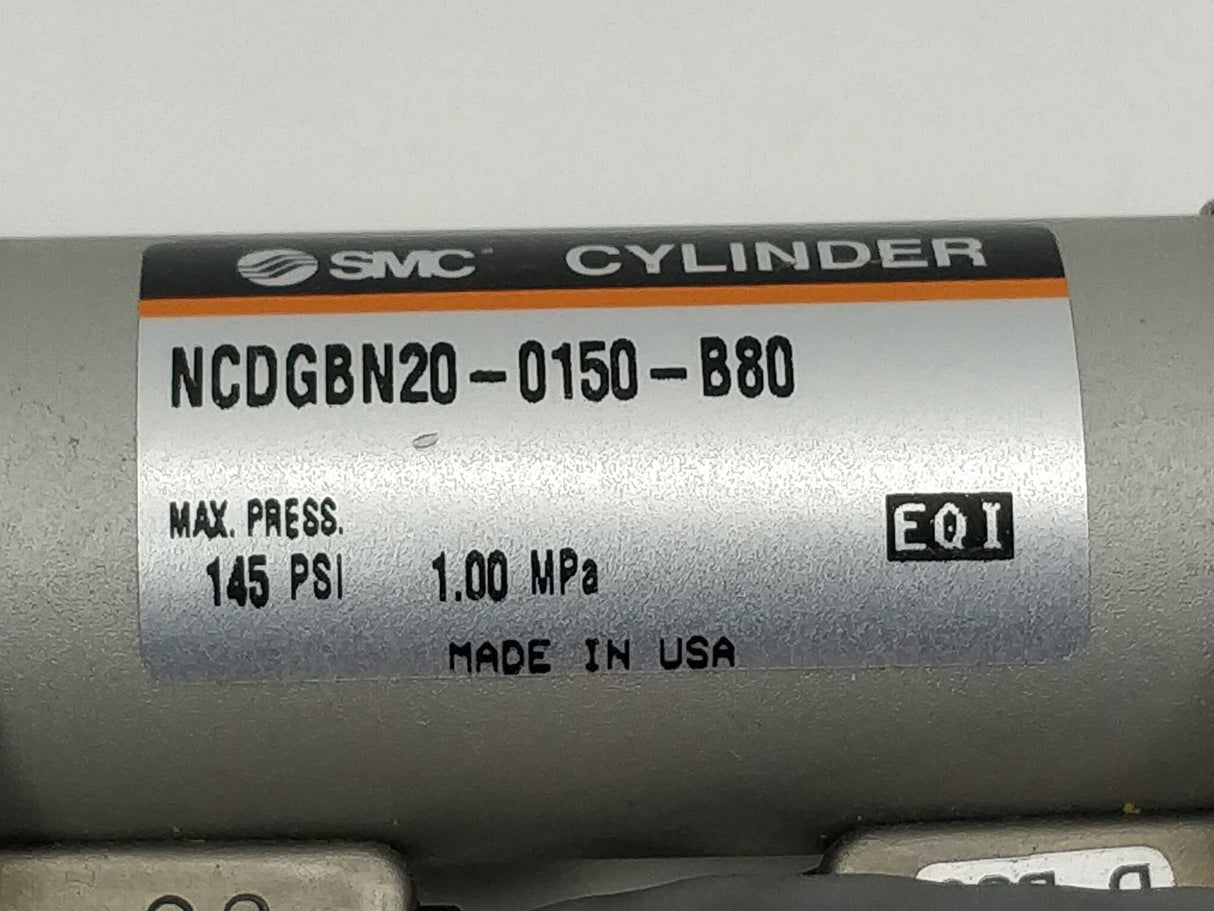 SMC CYLINDER
NCDGBN20-0150-B80
MAX. PRESS.
145 PSI 1.00 MPa
EQI
MADE IN USA